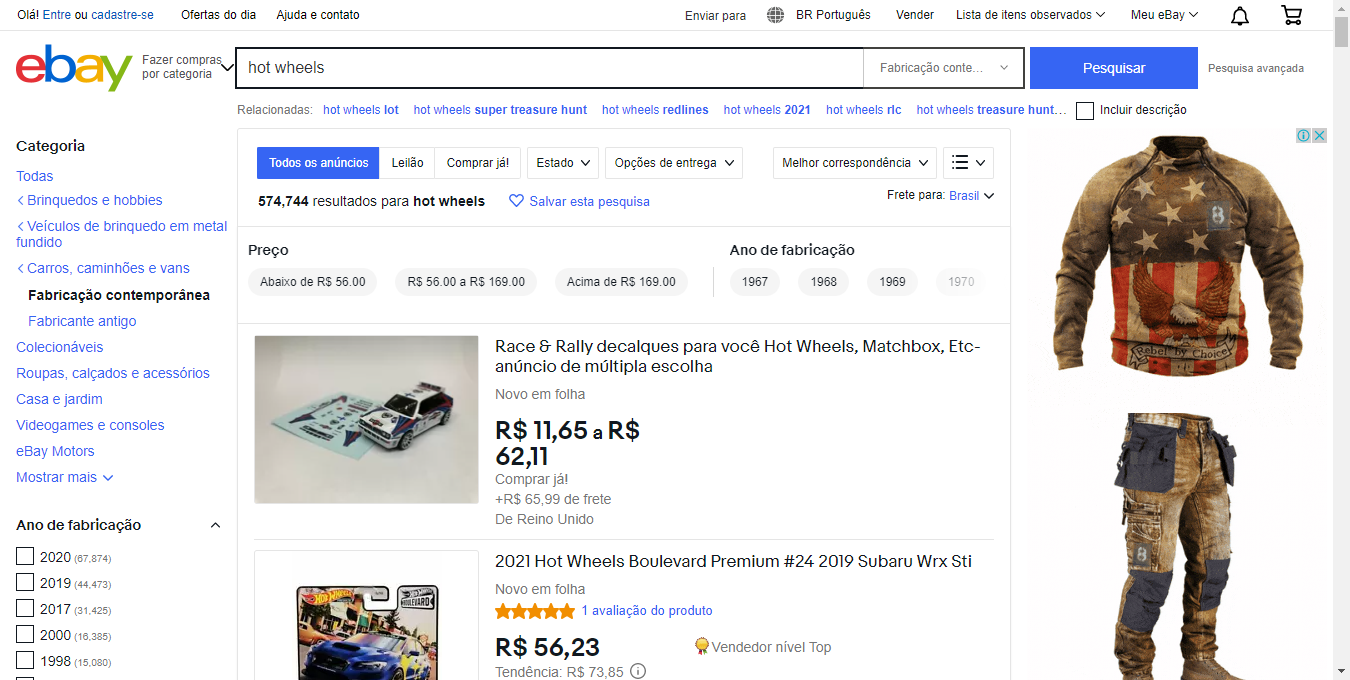 Olá! Entre ou cadastre-se Ofertas do dia Ajuda e contato Enviar para BR Português Vender Lista de itens observados Meu eBay
ebay Fazer compras por categoria hot wheels Fabricação conte... Pesquisar Pesquisa avançada
Relacionadas: hot wheels lot hot wheels super treasure hunt hot wheels redlines hot wheels 2021 hot wheels rlc hot wheels treasure hunt... Incluir descrição
Categoria
Todas
Brinquedos e hobbies
Veículos de brinquedo em metal
fundido
Carros, caminhões e vans
Fabricação contemporânea
Fabricante antigo
Colecionáveis
Roupas, calçados e acessórios
Casa e jardim
Videogames e consoles
eBay Motors
Mostrar mais
Ano de fabricação
2020 (67,874)
2019 (44,473)
2017 (31,425)
2000 (16,385)
1998 (15,080)
Todos os anúncios Leilão Comprar já! Estado Opções de entrega Melhor correspondência
574,744 resultados para hot wheels Salvar esta pesquisa Frete para: Brasil
Preço Ano de fabricação
Abaixo de R$ 56.00 R$ 56.00 a R$ 169.00 Acima de R$ 169.00 1967 1968 1969 1970
Race & Rally decalques para você Hot Wheels, Matchbox, Etc-
anúncio de múltipla escolha
Novo em folha
R$ 11,65 a R$
62,11
Comprar já!
+R$ 65,99 de frete
De Reino Unido
2021 Hot Wheels Boulevard Premium #24 2019 Subaru Wrx Sti
Novo em folha
1 avaliação do produto
R$ 56,23 Vendedor nível Top
Tendência: R$ 73,85
Hot Wheels
Hot Wheels
BOULEVARD
8
Rebel by Choice
8